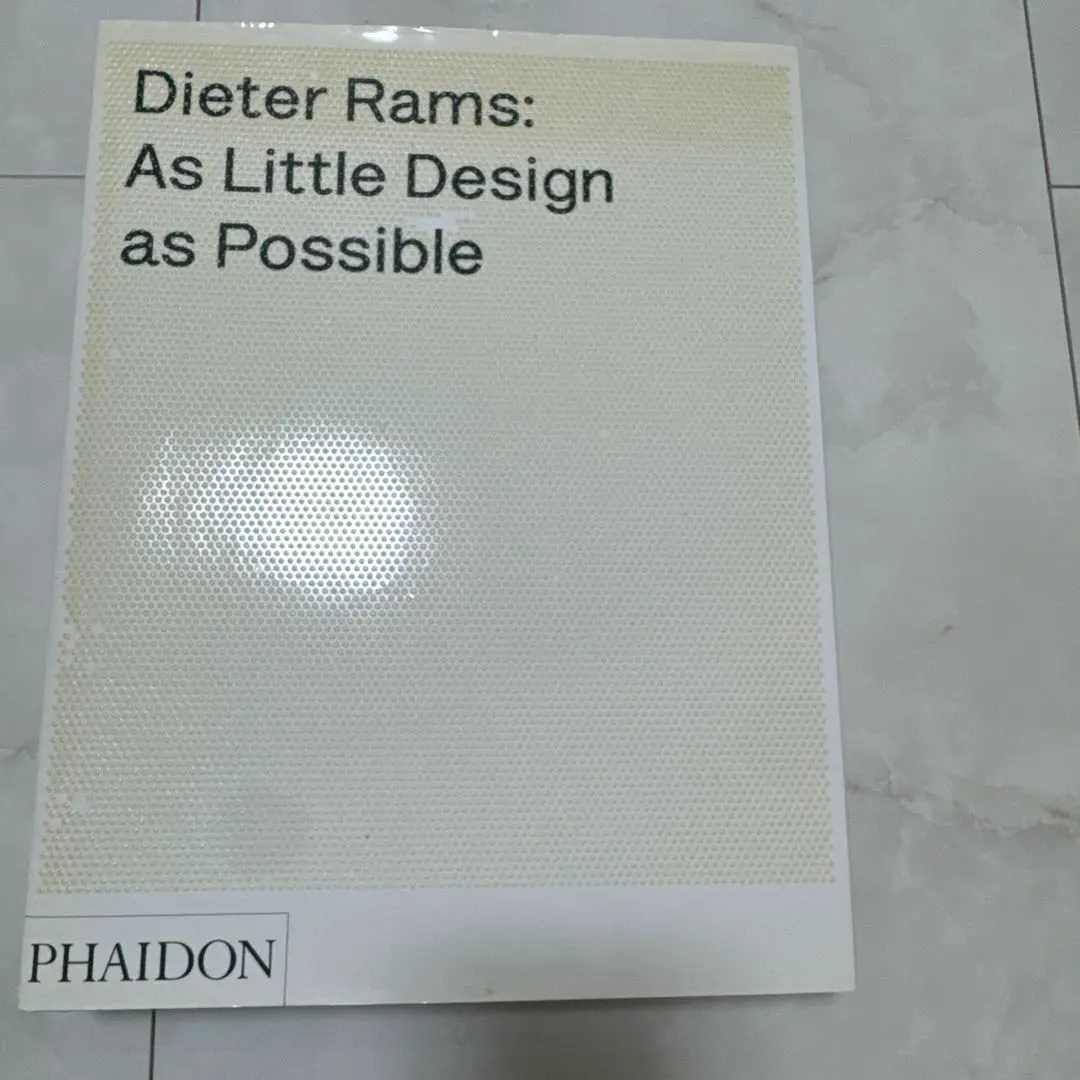 Dieter Rams:
As Little Design
as Possible
PHAIDON